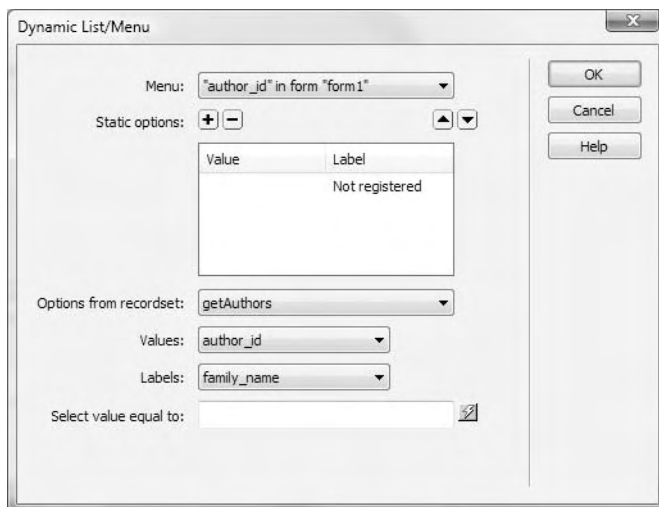 Dynamic List/Menu
Menu: "author_id" in form "form1"
Static options:
Value Label
Not registered
Options from recordset: getAuthors
Values: author_id
Labels: family_name
Select value equal to:
OK
Cancel
Help